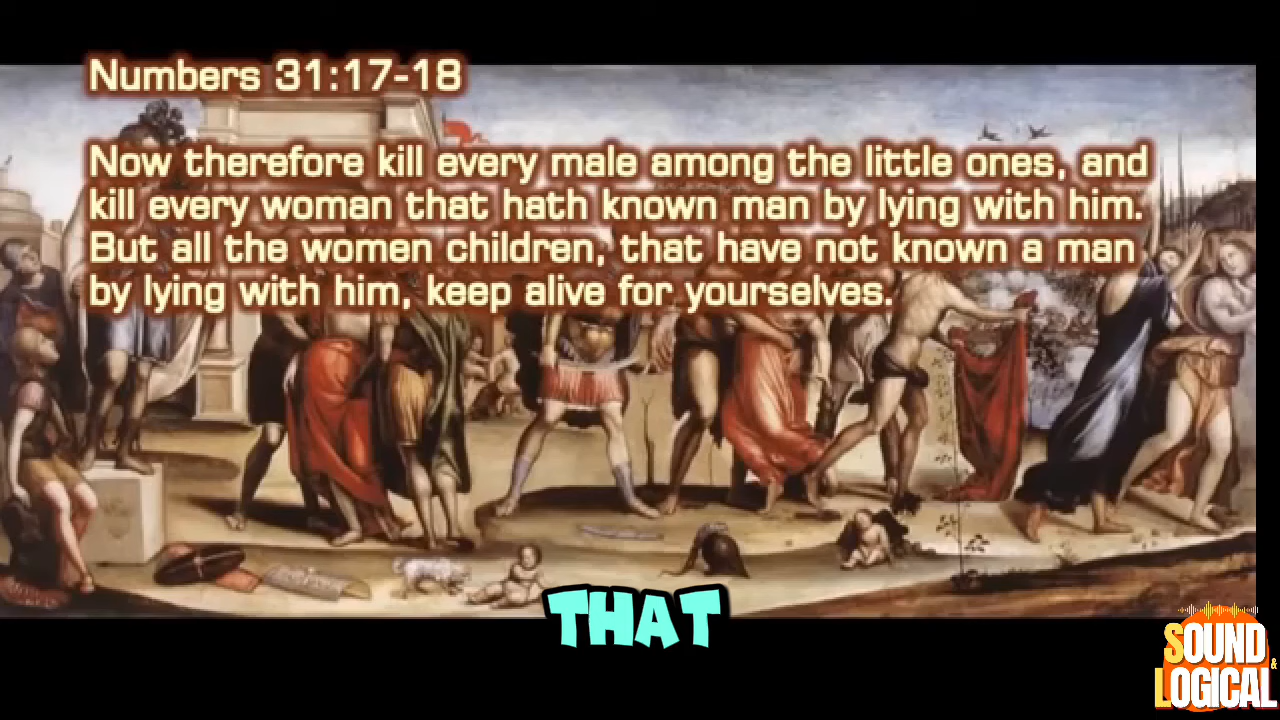 Numbers 31:17-18
Now therefore kill every male among the little ones, and
kill every woman that hath known man by lying with him.
But all the women children, that have not known a man
by lying with him, keep alive for yourselves.
THAT
SOUND
&
LOGICAL